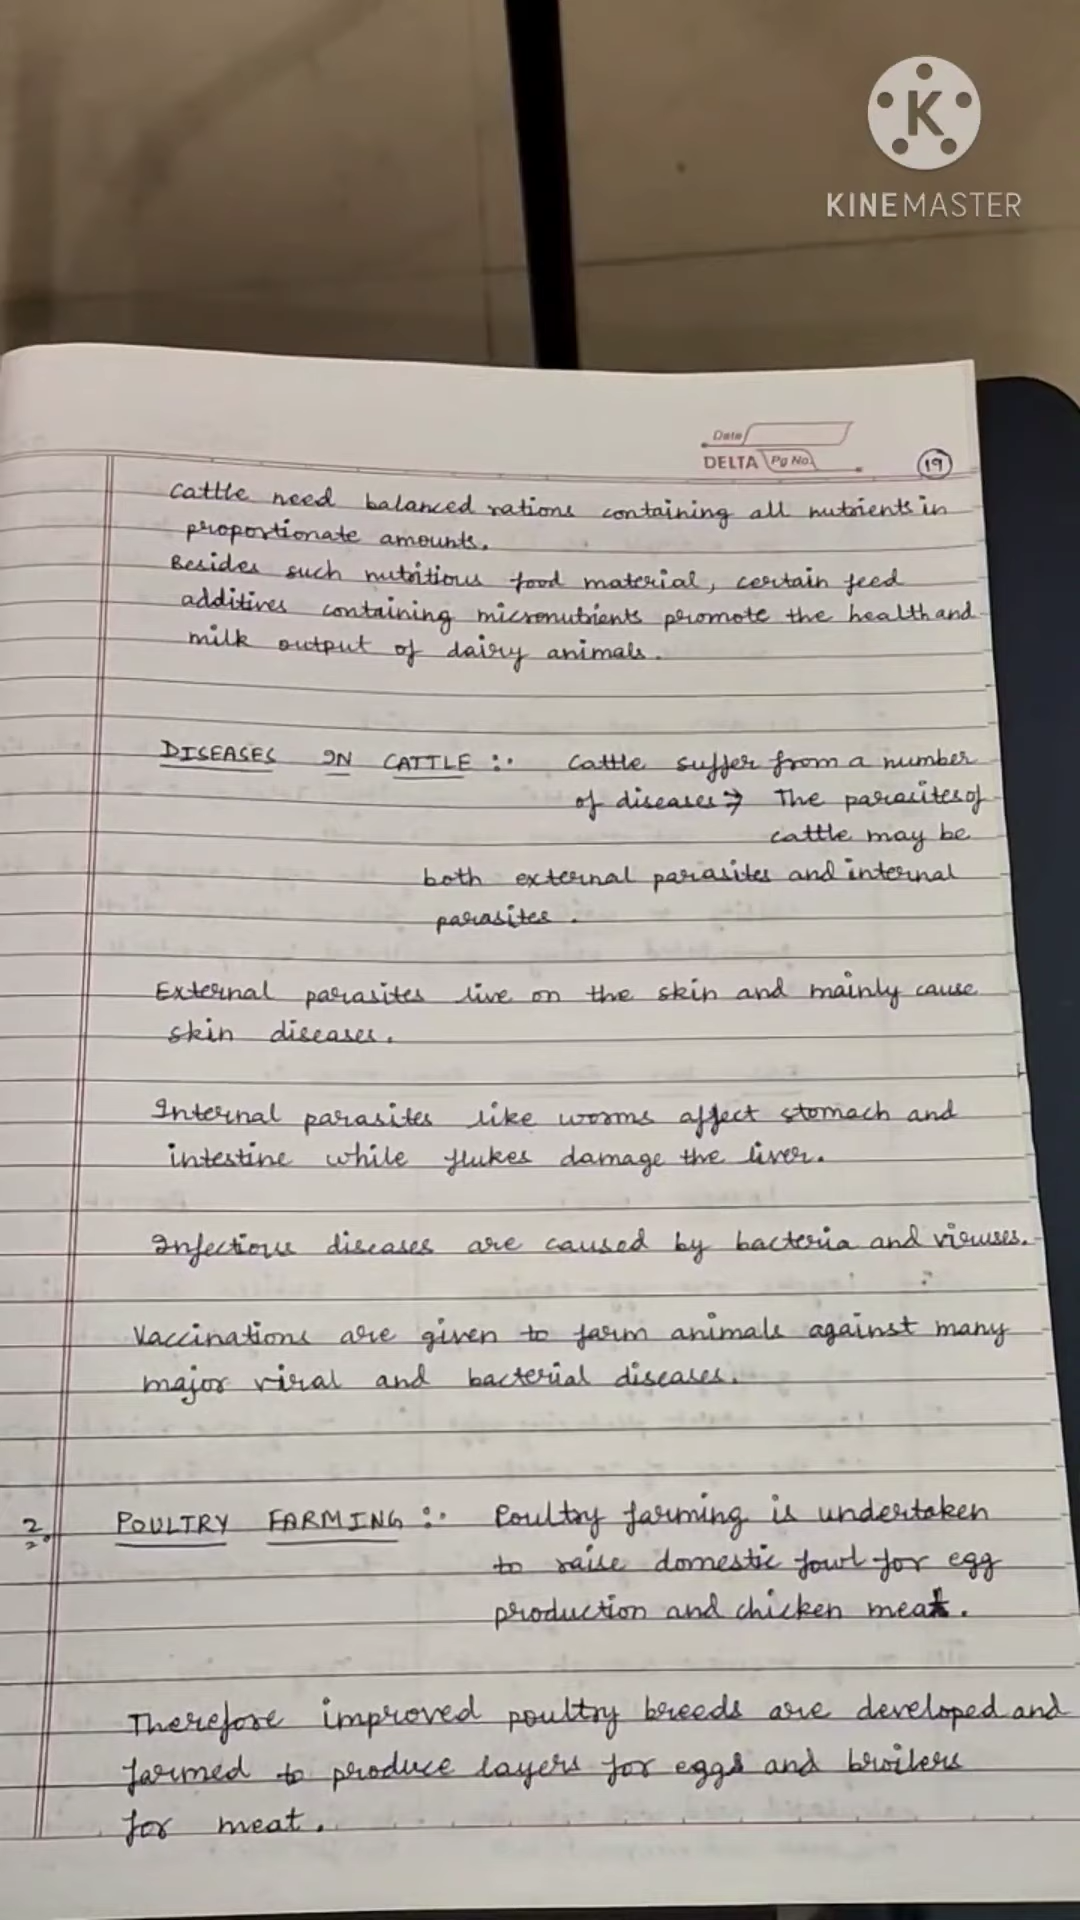 K
KINEMASTER
Date
DELTA Pg No.
19
Cattle need balanced rations containing all nutrients in
proportionate amounts.
Besides such nutritious food material, certain feed
additives containing micronutrients promote the health and
milk output of dairy animals.
DISEASES IN CATTLE :. Cattle suffer from a number
of diseases ⇒ The parasites of
cattle may be
both external parasites and internal
parasites.
External parasites live on the skin and mainly cause
skin diseases.
Internal parasites like worms affect stomach and
intestine while flukes damage the liver.
Infectious diseases are caused by bacteria and viruses.
Vaccinations are given to farm animals against many
major viral and bacterial diseases.
2. POULTRY FARMING :. Poultry farming is undertaken
to raise domestic fowl for egg
production and chicken meat.
Therefore improved poultry breeds are developed and
farmed to produce layers for eggs and broilers
for meat.